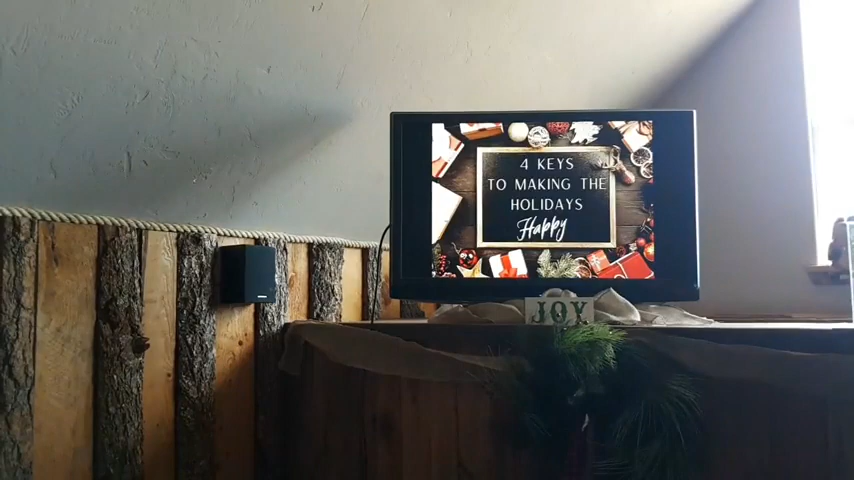 4 KEYS
TO MAKING THE
HOLIDAYS
Happy
JOY